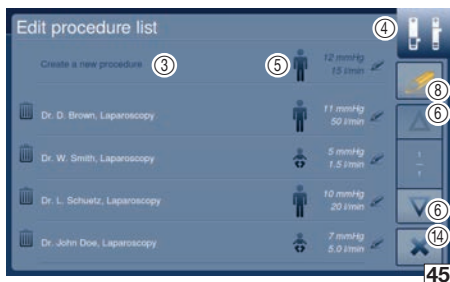 Edit procedure list
④
Create a new procedure ③ ⑤ 12 mmHg
15 l/min
⑧
⑥
Dr. D. Brown, Laparoscopy 11 mmHg
50 l/min
Dr. W. Smith, Laparoscopy 5 mmHg
1.5 l/min
1
1
Dr. L. Schuetz, Laparoscopy 10 mmHg
20 l/min
⑥
Dr. John Doe, Laparoscopy 7 mmHg
5.0 l/min
⑭
45